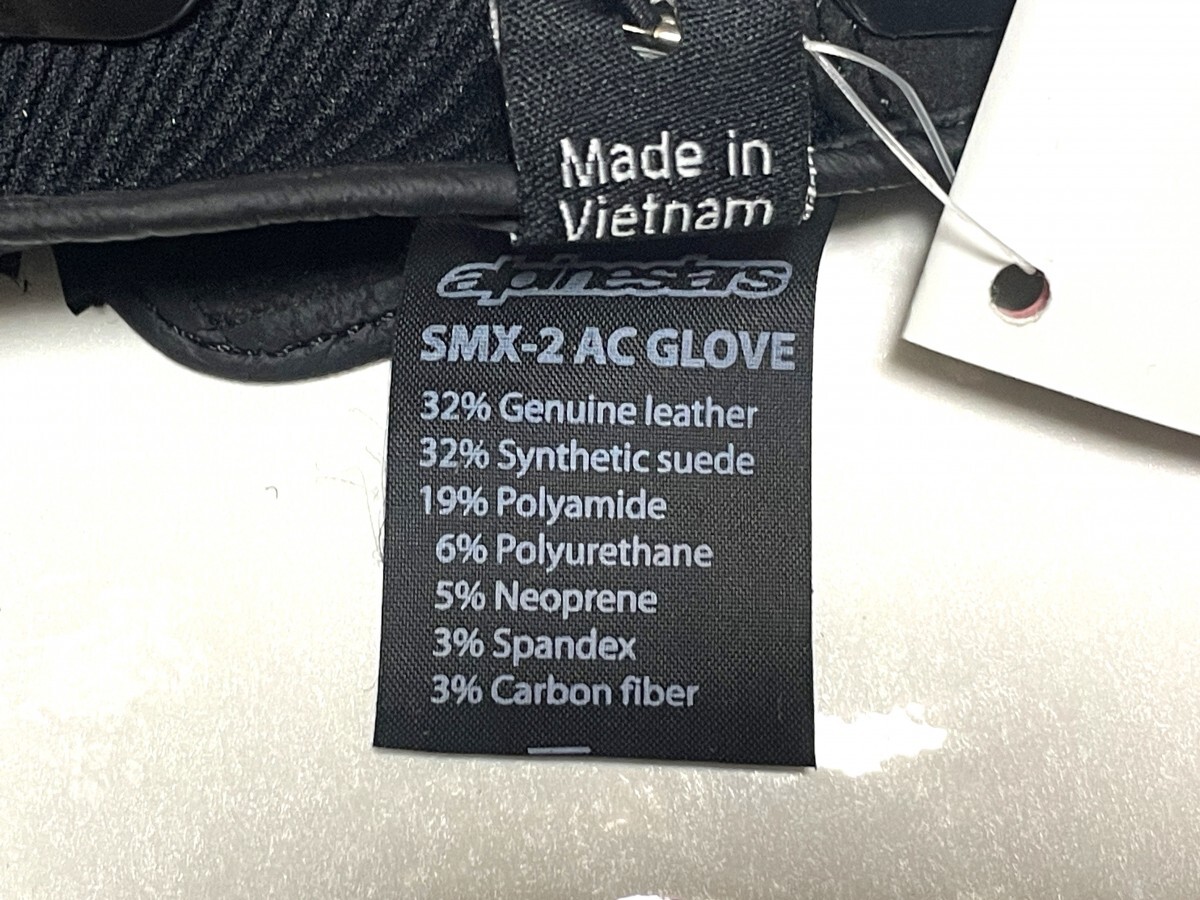 Made in
Vietnam
alpinestars
SMX-2 AC GLOVE
32% Genuine leather
32% Synthetic suede
19% Polyamide
6% Polyurethane
5% Neoprene
3% Spandex
3% Carbon fiber